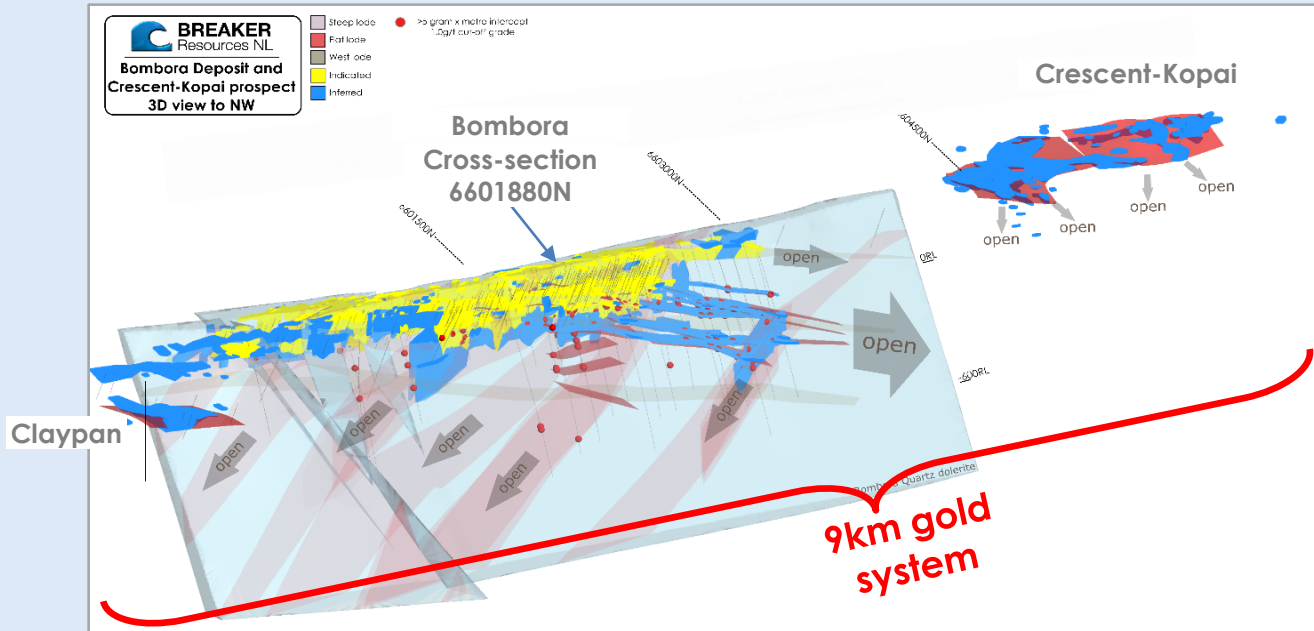 BREAKER
Resources NL
Bombora Deposit and
Crescent-Kopai prospect
3D view to NW
Steep lode
Flat lode
West lode
Indicated
Inferred
>5 gram x metre intercept
1.0g/t cut-off grade
Crescent-Kopai
Bombora
Cross-section
6601880N
6604500N
6603000N
6601500N
open
open
open
open
open
0RL
open
-600RL
Claypan
open
open
open
open
open
Bombora Quartz dolerite
9km gold
system